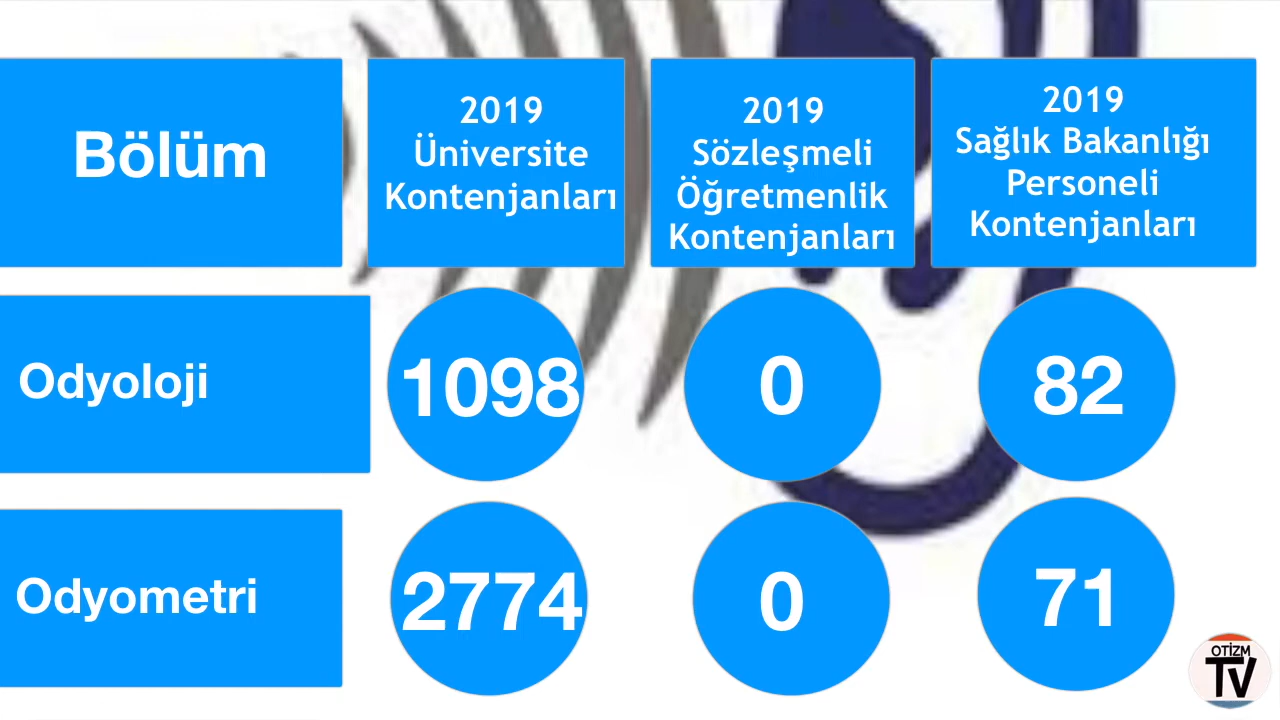 Bölüm
2019
Üniversite
Kontenjanları
2019
Sözleşmeli
Öğretmenlik
Kontenjanları
2019
Sağlık Bakanlığı
Personeli
Kontenjanları
Odyoloji
1098
0
82
Odyometri
2774
0
71
OTİZM
TV